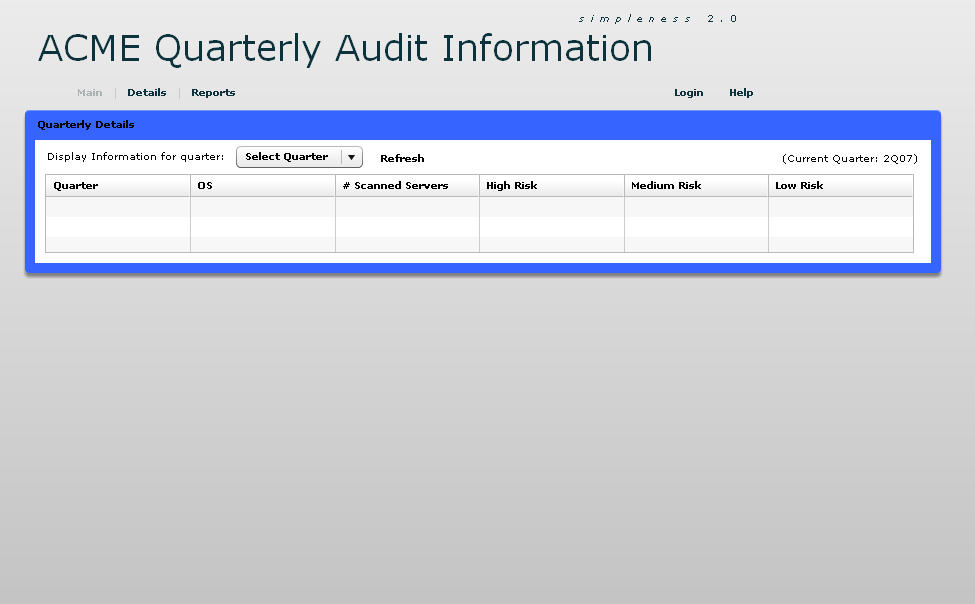 simpleness 2.0
ACME Quarterly Audit Information
Main Details Reports Login Help
Quarterly Details
Display Information for quarter: Select Quarter Refresh (Current Quarter: 2Q07)
Quarter OS # Scanned Servers High Risk Medium Risk Low Risk